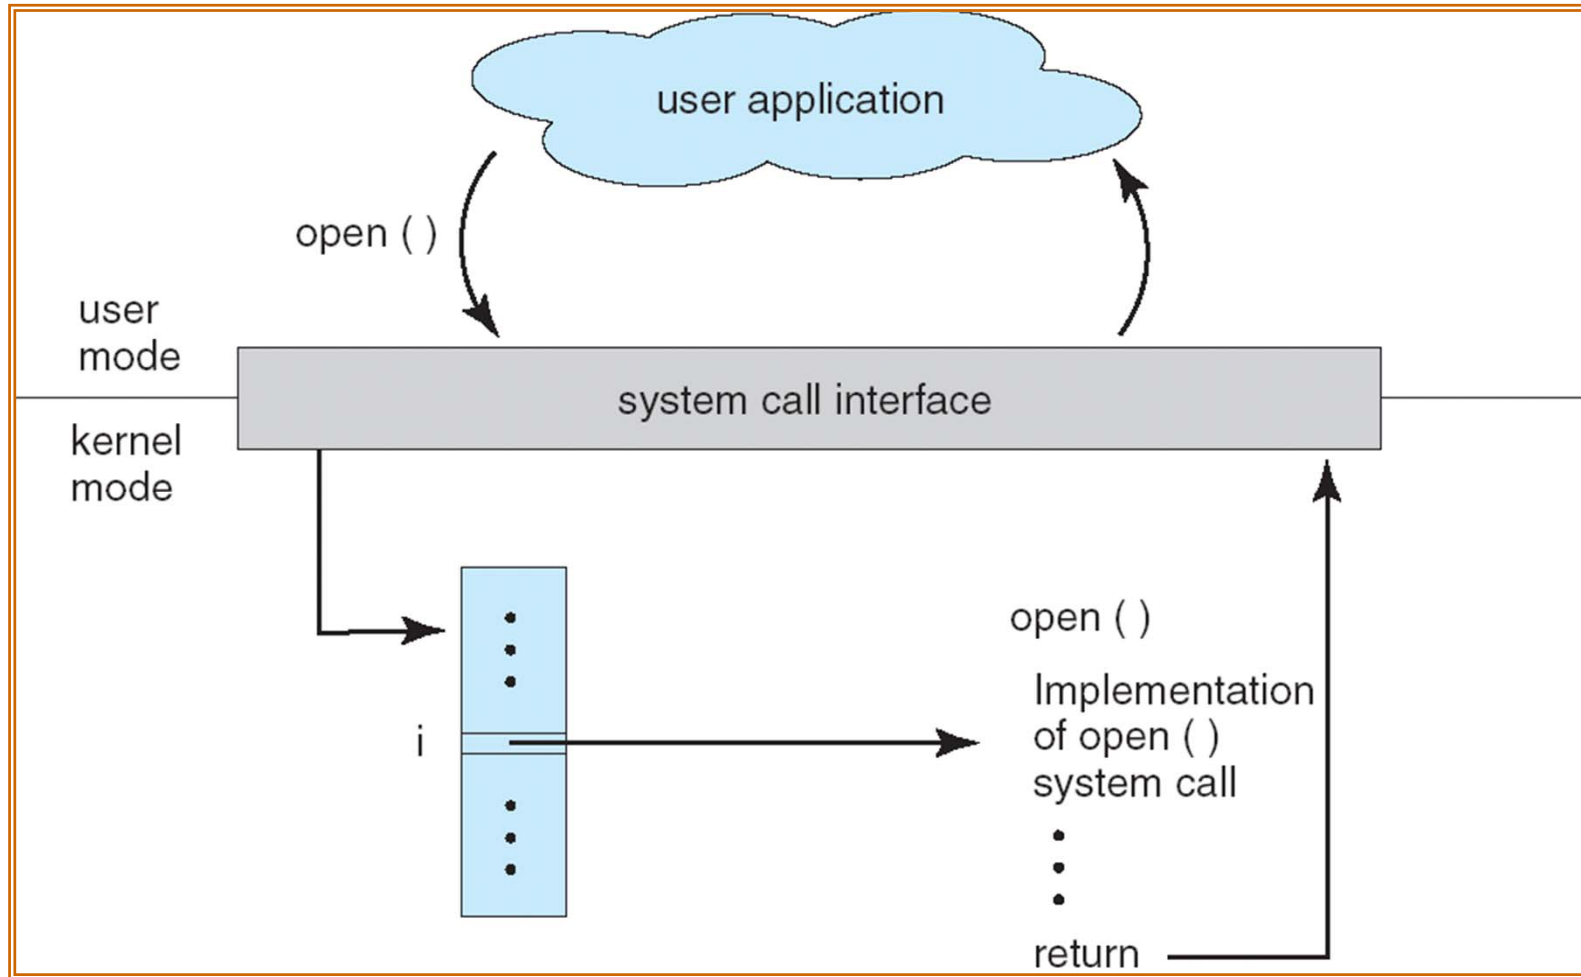 user application
open ( )
user
mode
system call interface
kernel
mode
i
open ( )
Implementation
of open ( )
system call
return